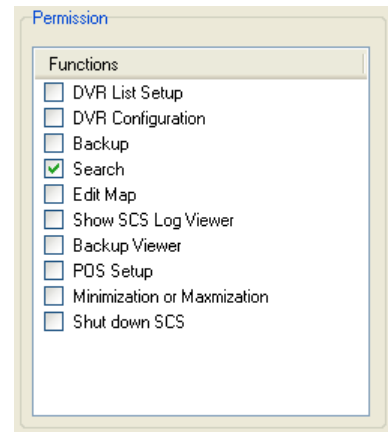 Permission
Functions
DVR List Setup
DVR Configuration
Backup
Search
Edit Map
Show SCS Log Viewer
Backup Viewer
POS Setup
Minimization or Maxmization
Shut down SCS